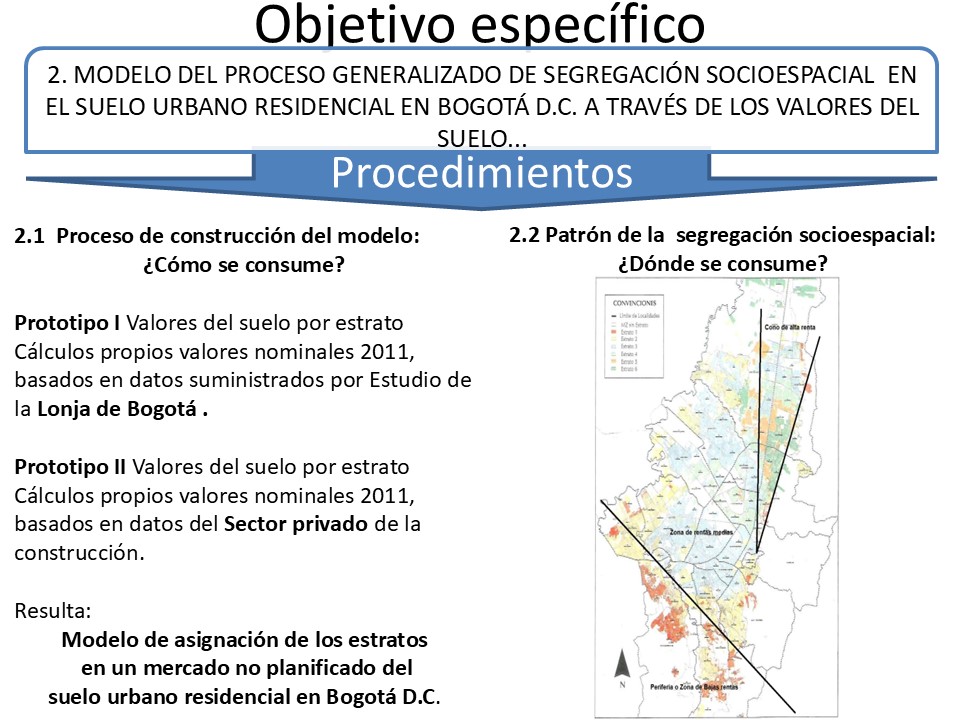 Objetivo específico
2. MODELO DEL PROCESO GENERALIZADO DE SEGREGACIÓN SOCIOESPACIAL EN
EL SUELO URBANO RESIDENCIAL EN BOGOTÁ D.C. A TRAVÉS DE LOS VALORES DEL
SUELO...
Procedimientos
2.1 Proceso de construcción del modelo:
¿Cómo se consume?
Prototipo I Valores del suelo por estrato
Cálculos propios valores nominales 2011,
basados en datos suministrados por Estudio de
la Lonja de Bogotá .
Prototipo II Valores del suelo por estrato
Cálculos propios valores nominales 2011,
basados en datos del Sector privado de la
construcción.
Resulta:
Modelo de asignación de los estratos
en un mercado no planificado del
suelo urbano residencial en Bogotá D.C.
2.2 Patrón de la segregación socioespacial:
¿Dónde se consume?
CONVENCIONES
Límite de Localidades
Estrato 1
Estrato 2
Estrato 3
Estrato 4
Estrato 5
Estrato 6
Cono de alta renta
Zona de rentas medias
Periferia o Zona de Bajas rentas
N